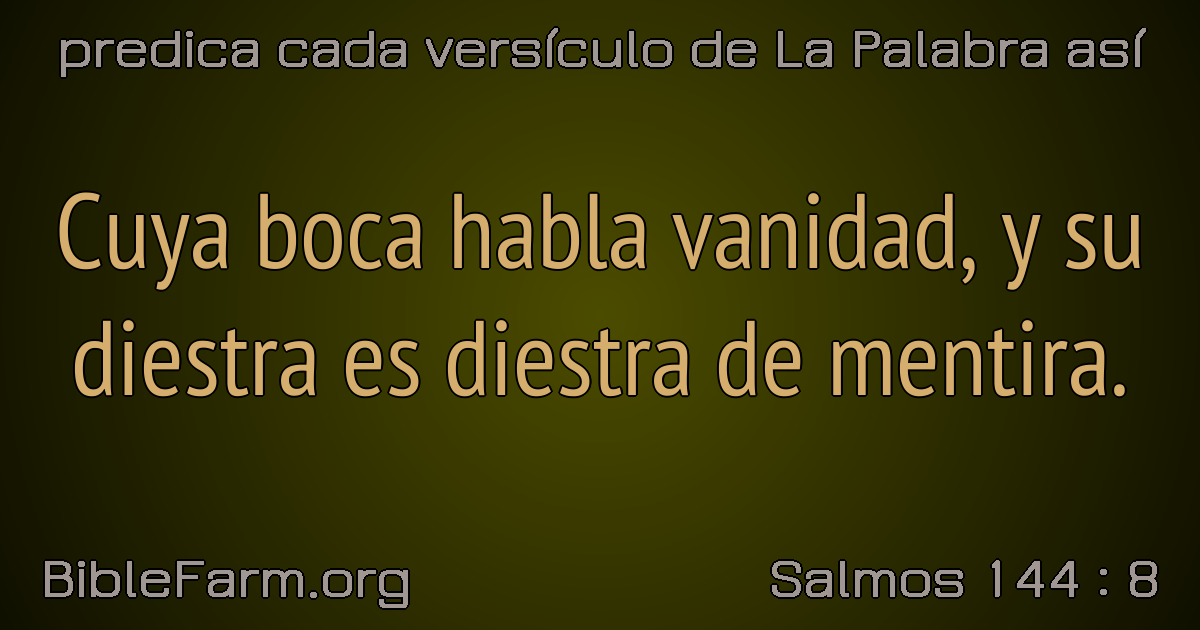 predica cada versículo de La Palabra así
Cuya boca habla vanidad, y su
diestra es diestra de mentira.
BibleFarm.org
Salmos 144 : 8